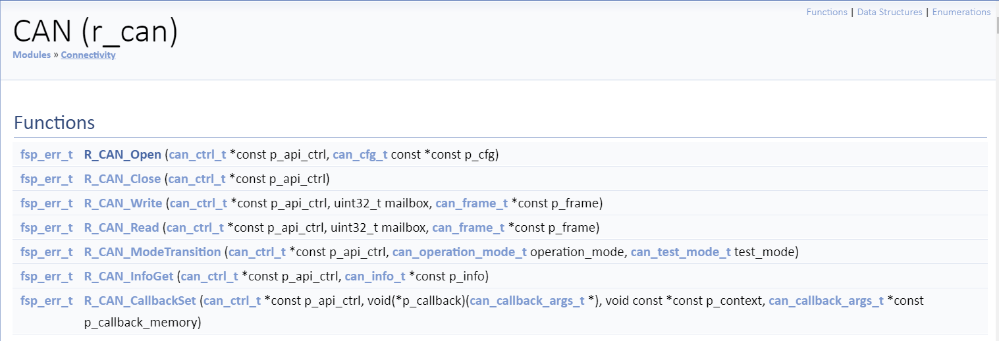 Functions | Data Structures | Enumerations
CAN (r_can)
Modules » Connectivity
Functions
fsp_err_t R_CAN_Open (can_ctrl_t *const p_api_ctrl, can_cfg_t const *const p_cfg)
fsp_err_t R_CAN_Close (can_ctrl_t *const p_api_ctrl)
fsp_err_t R_CAN_Write (can_ctrl_t *const p_api_ctrl, uint32_t mailbox, can_frame_t *const p_frame)
fsp_err_t R_CAN_Read (can_ctrl_t *const p_api_ctrl, uint32_t mailbox, can_frame_t *const p_frame)
fsp_err_t R_CAN_ModeTransition (can_ctrl_t *const p_api_ctrl, can_operation_mode_t operation_mode, can_test_mode_t test_mode)
fsp_err_t R_CAN_InfoGet (can_ctrl_t *const p_api_ctrl, can_info_t *const p_info)
fsp_err_t R_CAN_CallbackSet (can_ctrl_t *const p_api_ctrl, void(*p_callback)(can_callback_args_t *), void const *const p_context, can_callback_args_t *const
p_callback_memory)